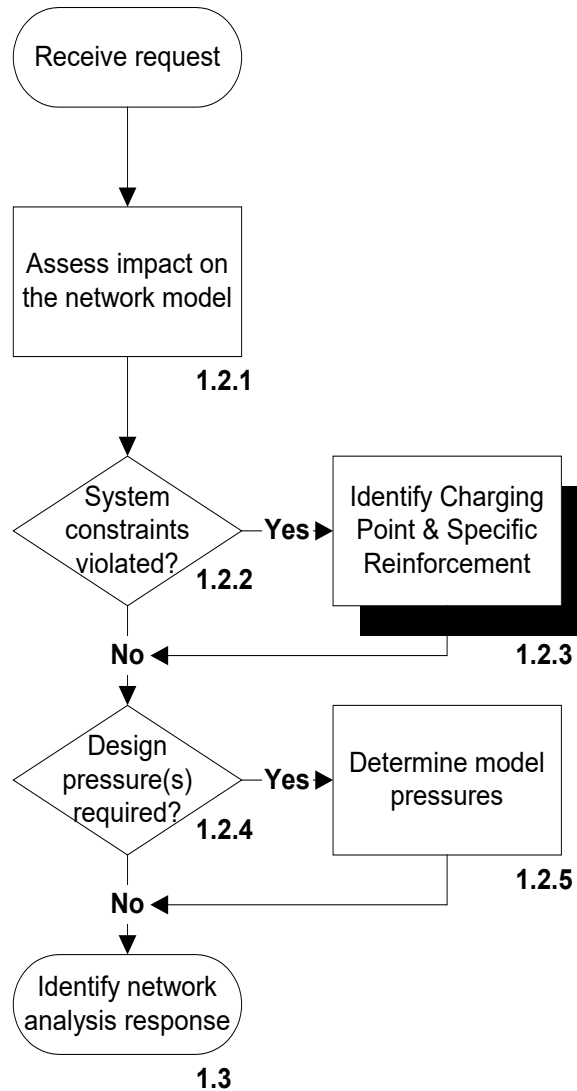 Receive request
Assess impact on
the network model
1.2.1
System
constraints
violated?
1.2.2
Yes
Identify Charging
Point & Specific
Reinforcement
1.2.3
No
Design
pressure(s)
required?
1.2.4
Yes
Determine model
pressures
1.2.5
No
Identify network
analysis response
1.3